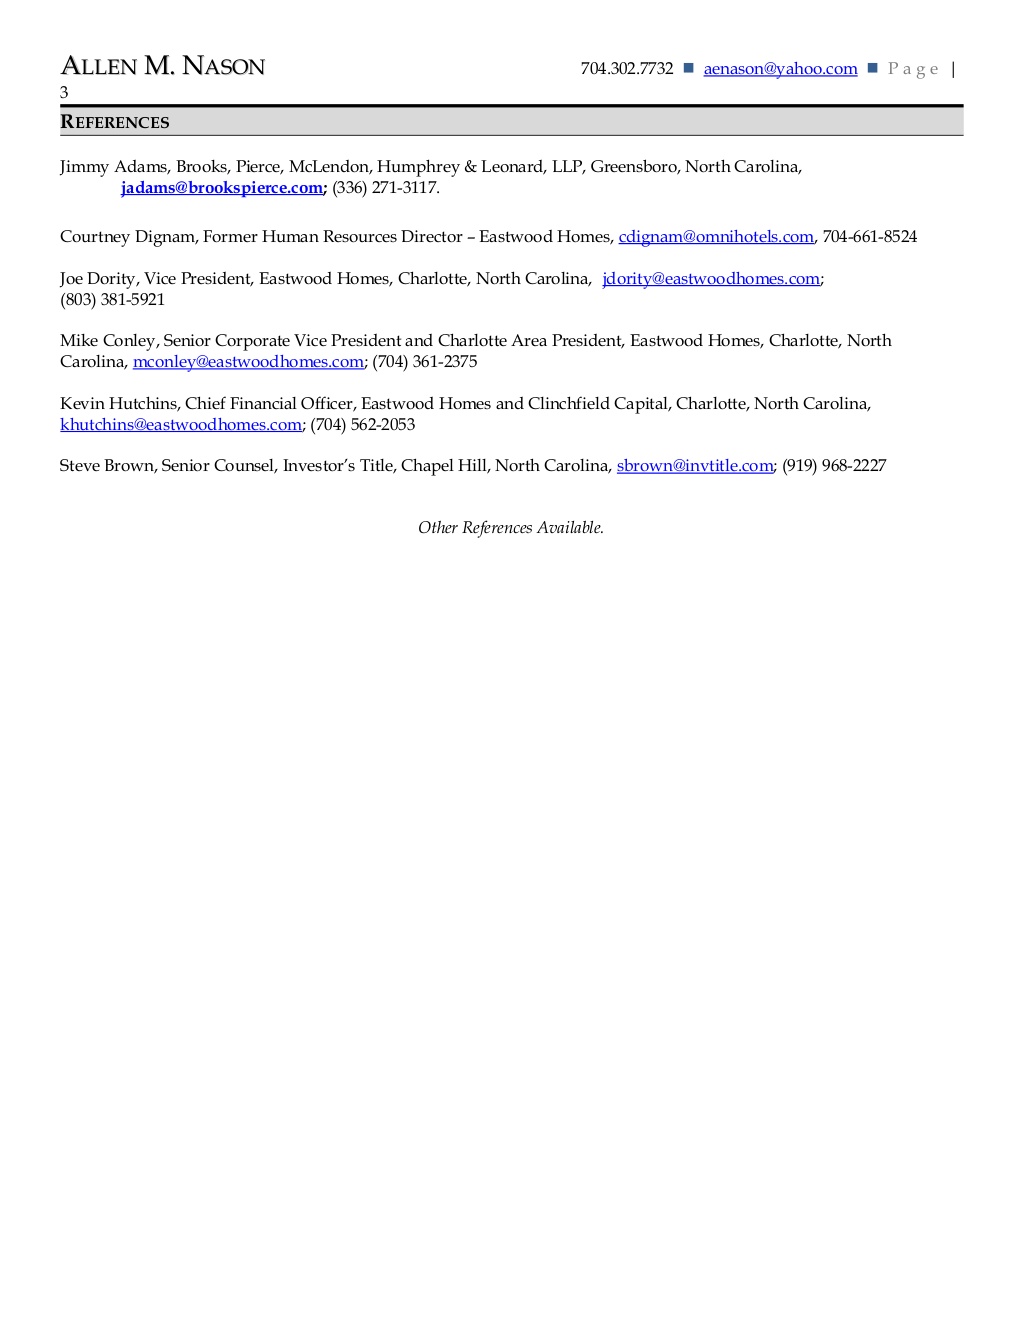 ALLEN M. NASON 704.302.7732 ■ aenason@yahoo.com ■ Page |
3
REFERENCES
Jimmy Adams, Brooks, Pierce, McLendon, Humphrey & Leonard, LLP, Greensboro, North Carolina,
jadams@brookspierce.com; (336) 271-3117.
Courtney Dignam, Former Human Resources Director – Eastwood Homes, cdignam@omnihotels.com, 704-661-8524
Joe Dority, Vice President, Eastwood Homes, Charlotte, North Carolina, jdority@eastwoodhomes.com;
(803) 381-5921
Mike Conley, Senior Corporate Vice President and Charlotte Area President, Eastwood Homes, Charlotte, North
Carolina, mconley@eastwoodhomes.com; (704) 361-2375
Kevin Hutchins, Chief Financial Officer, Eastwood Homes and Clinchfield Capital, Charlotte, North Carolina,
khutchins@eastwoodhomes.com; (704) 562-2053
Steve Brown, Senior Counsel, Investor’s Title, Chapel Hill, North Carolina, sbrown@invtitle.com; (919) 968-2227
Other References Available.